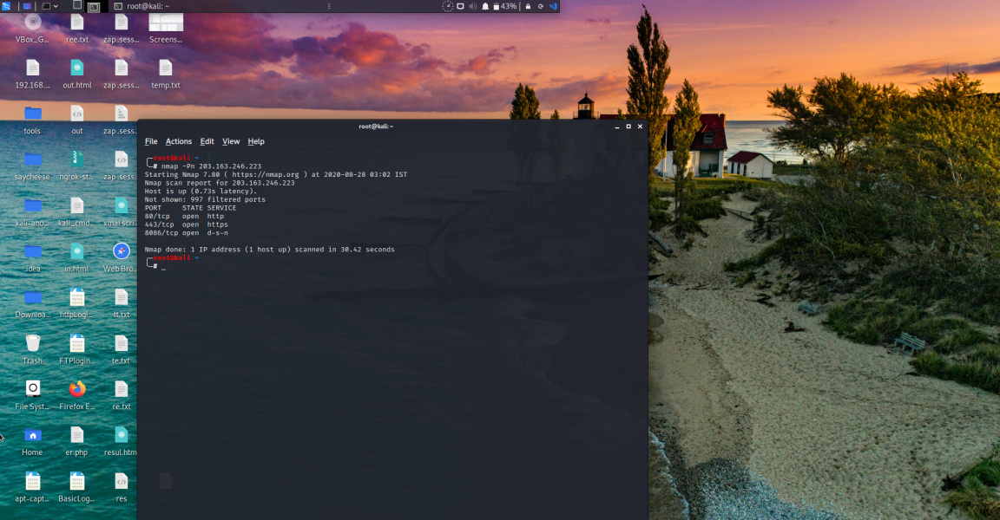 root@kali: ~
43%
VBox_G...
ree.txt
zap .sess...
Screens...
192.168....
out.html
zap .sess...
temp.txt
tools
out
zap .sess...
saycheese
ngrok-st...
zap .sess...
kali-ano...
kali_cmd...
xmal scri...
.idea
in.html
Web Bro...
Downloa...
httpLogi...
tt.txt
Trash
FTPlogin...
te.txt
File Syst...
Firefox E...
re.txt
Home
er.php
resul.htm
apt-capt...
BasicLog...
res
root@kali: ~
File Actions Edit View Help
root@kali ~
# nmap -Pn 203.163.246.223
Starting Nmap 7.80 ( https://nmap.org ) at 2020-08-28 03:02 IST
Nmap scan report for 203.163.246.223
Host is up (0.73s latency).
Not shown: 997 filtered ports
PORT STATE SERVICE
80/tcp open http
443/tcp open https
8086/tcp open d-s-n
Nmap done: 1 IP address (1 host up) scanned in 30.42 seconds
root@kali ~
# _